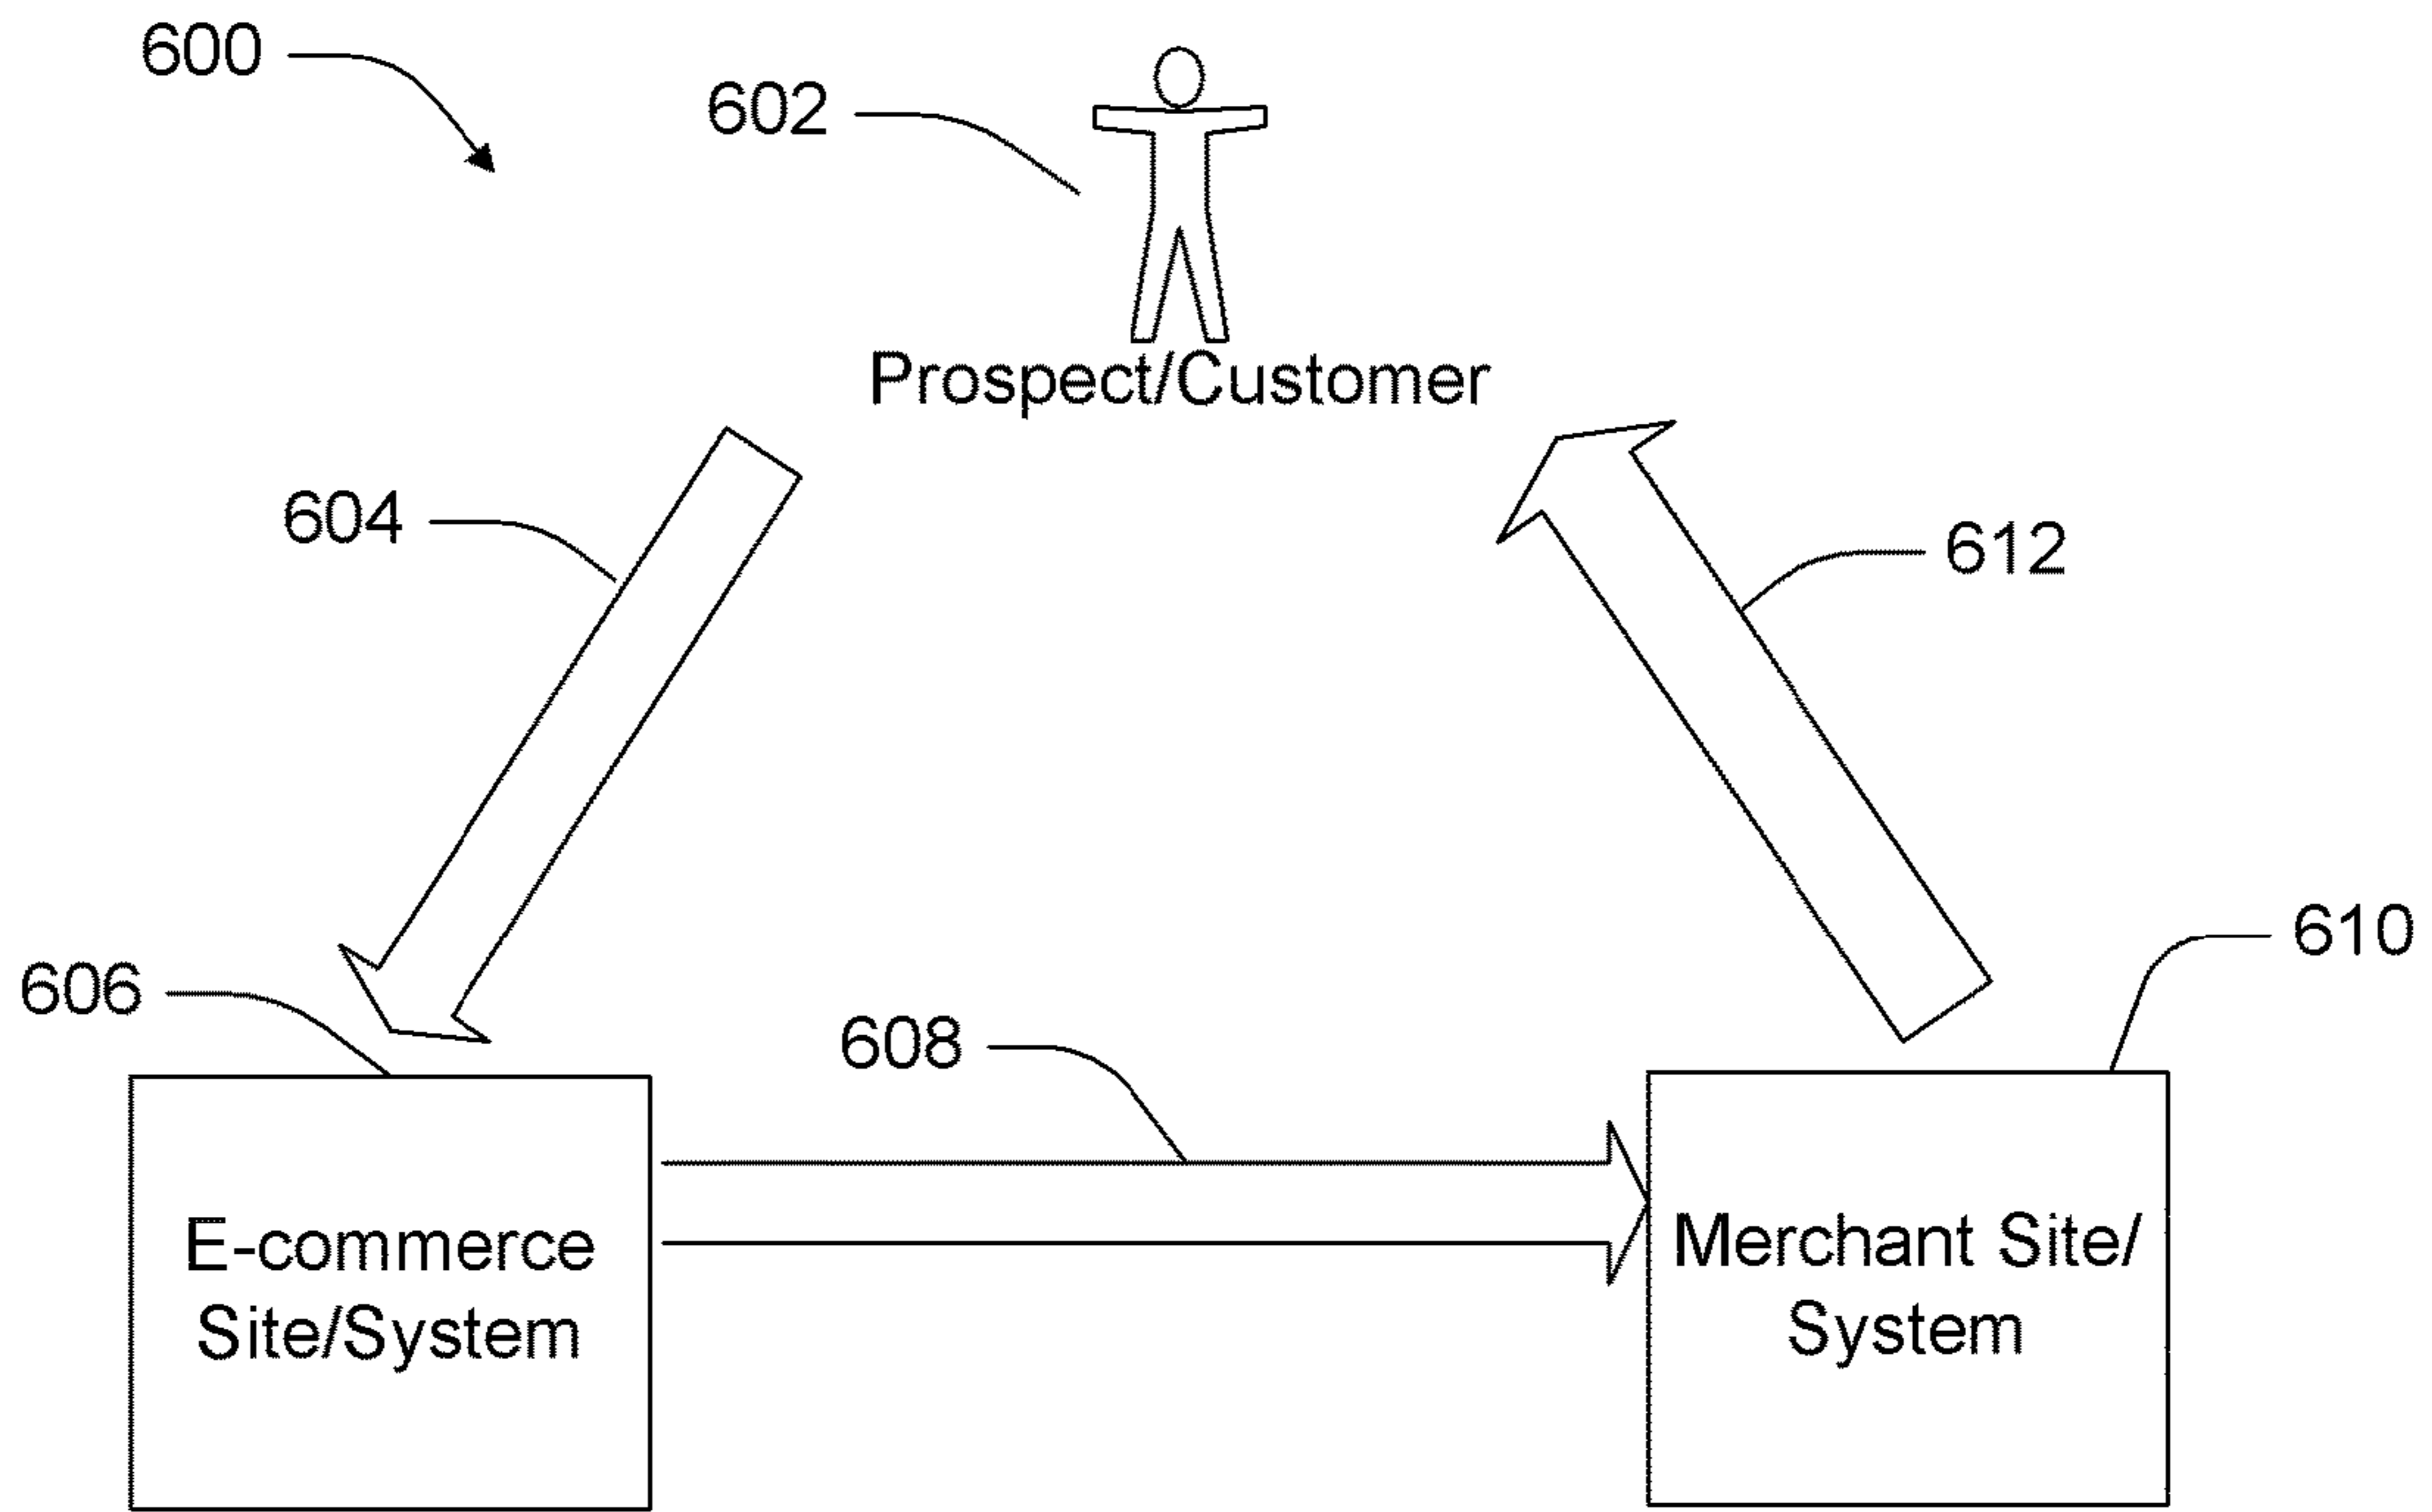 600
602
Prospect/Customer
604
612
610
606
608
E-commerce
Site/System
Merchant Site/
System